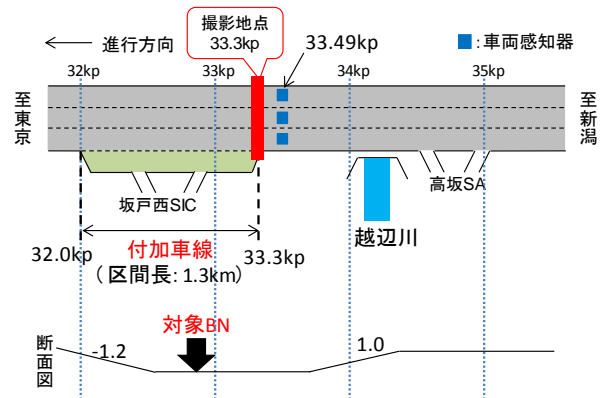 進行方向
撮影地点
33.3kp
33.49kp
:車両感知器
32kp
33kp
34kp
35kp
至東京
至新潟
坂戸西SIC
高坂SA
越辺川
32.0kp
付加車線
33.3kp
(区間長:1.3km)
対象BN
断面図
-1.2
1.0